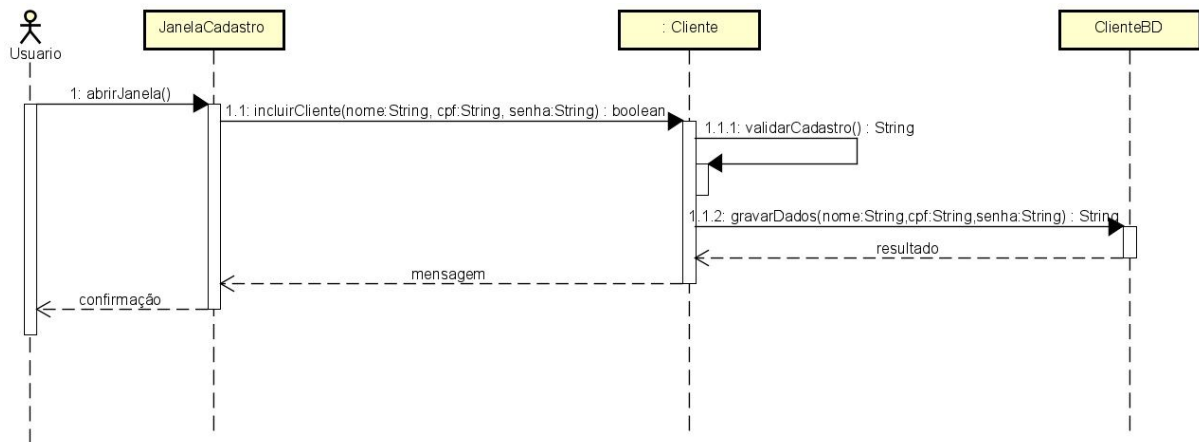 JanelaCadastro
: Cliente
ClienteBD
Usuario
1: abrirJanela()
1.1: incluirCliente(nome:String, cpf:String, senha:String) : boolean
1.1.1: validarCadastro() : String
1.1.2: gravarDados(nome:String,cpf:String,senha:String) : String
resultado
mensagem
confirmação